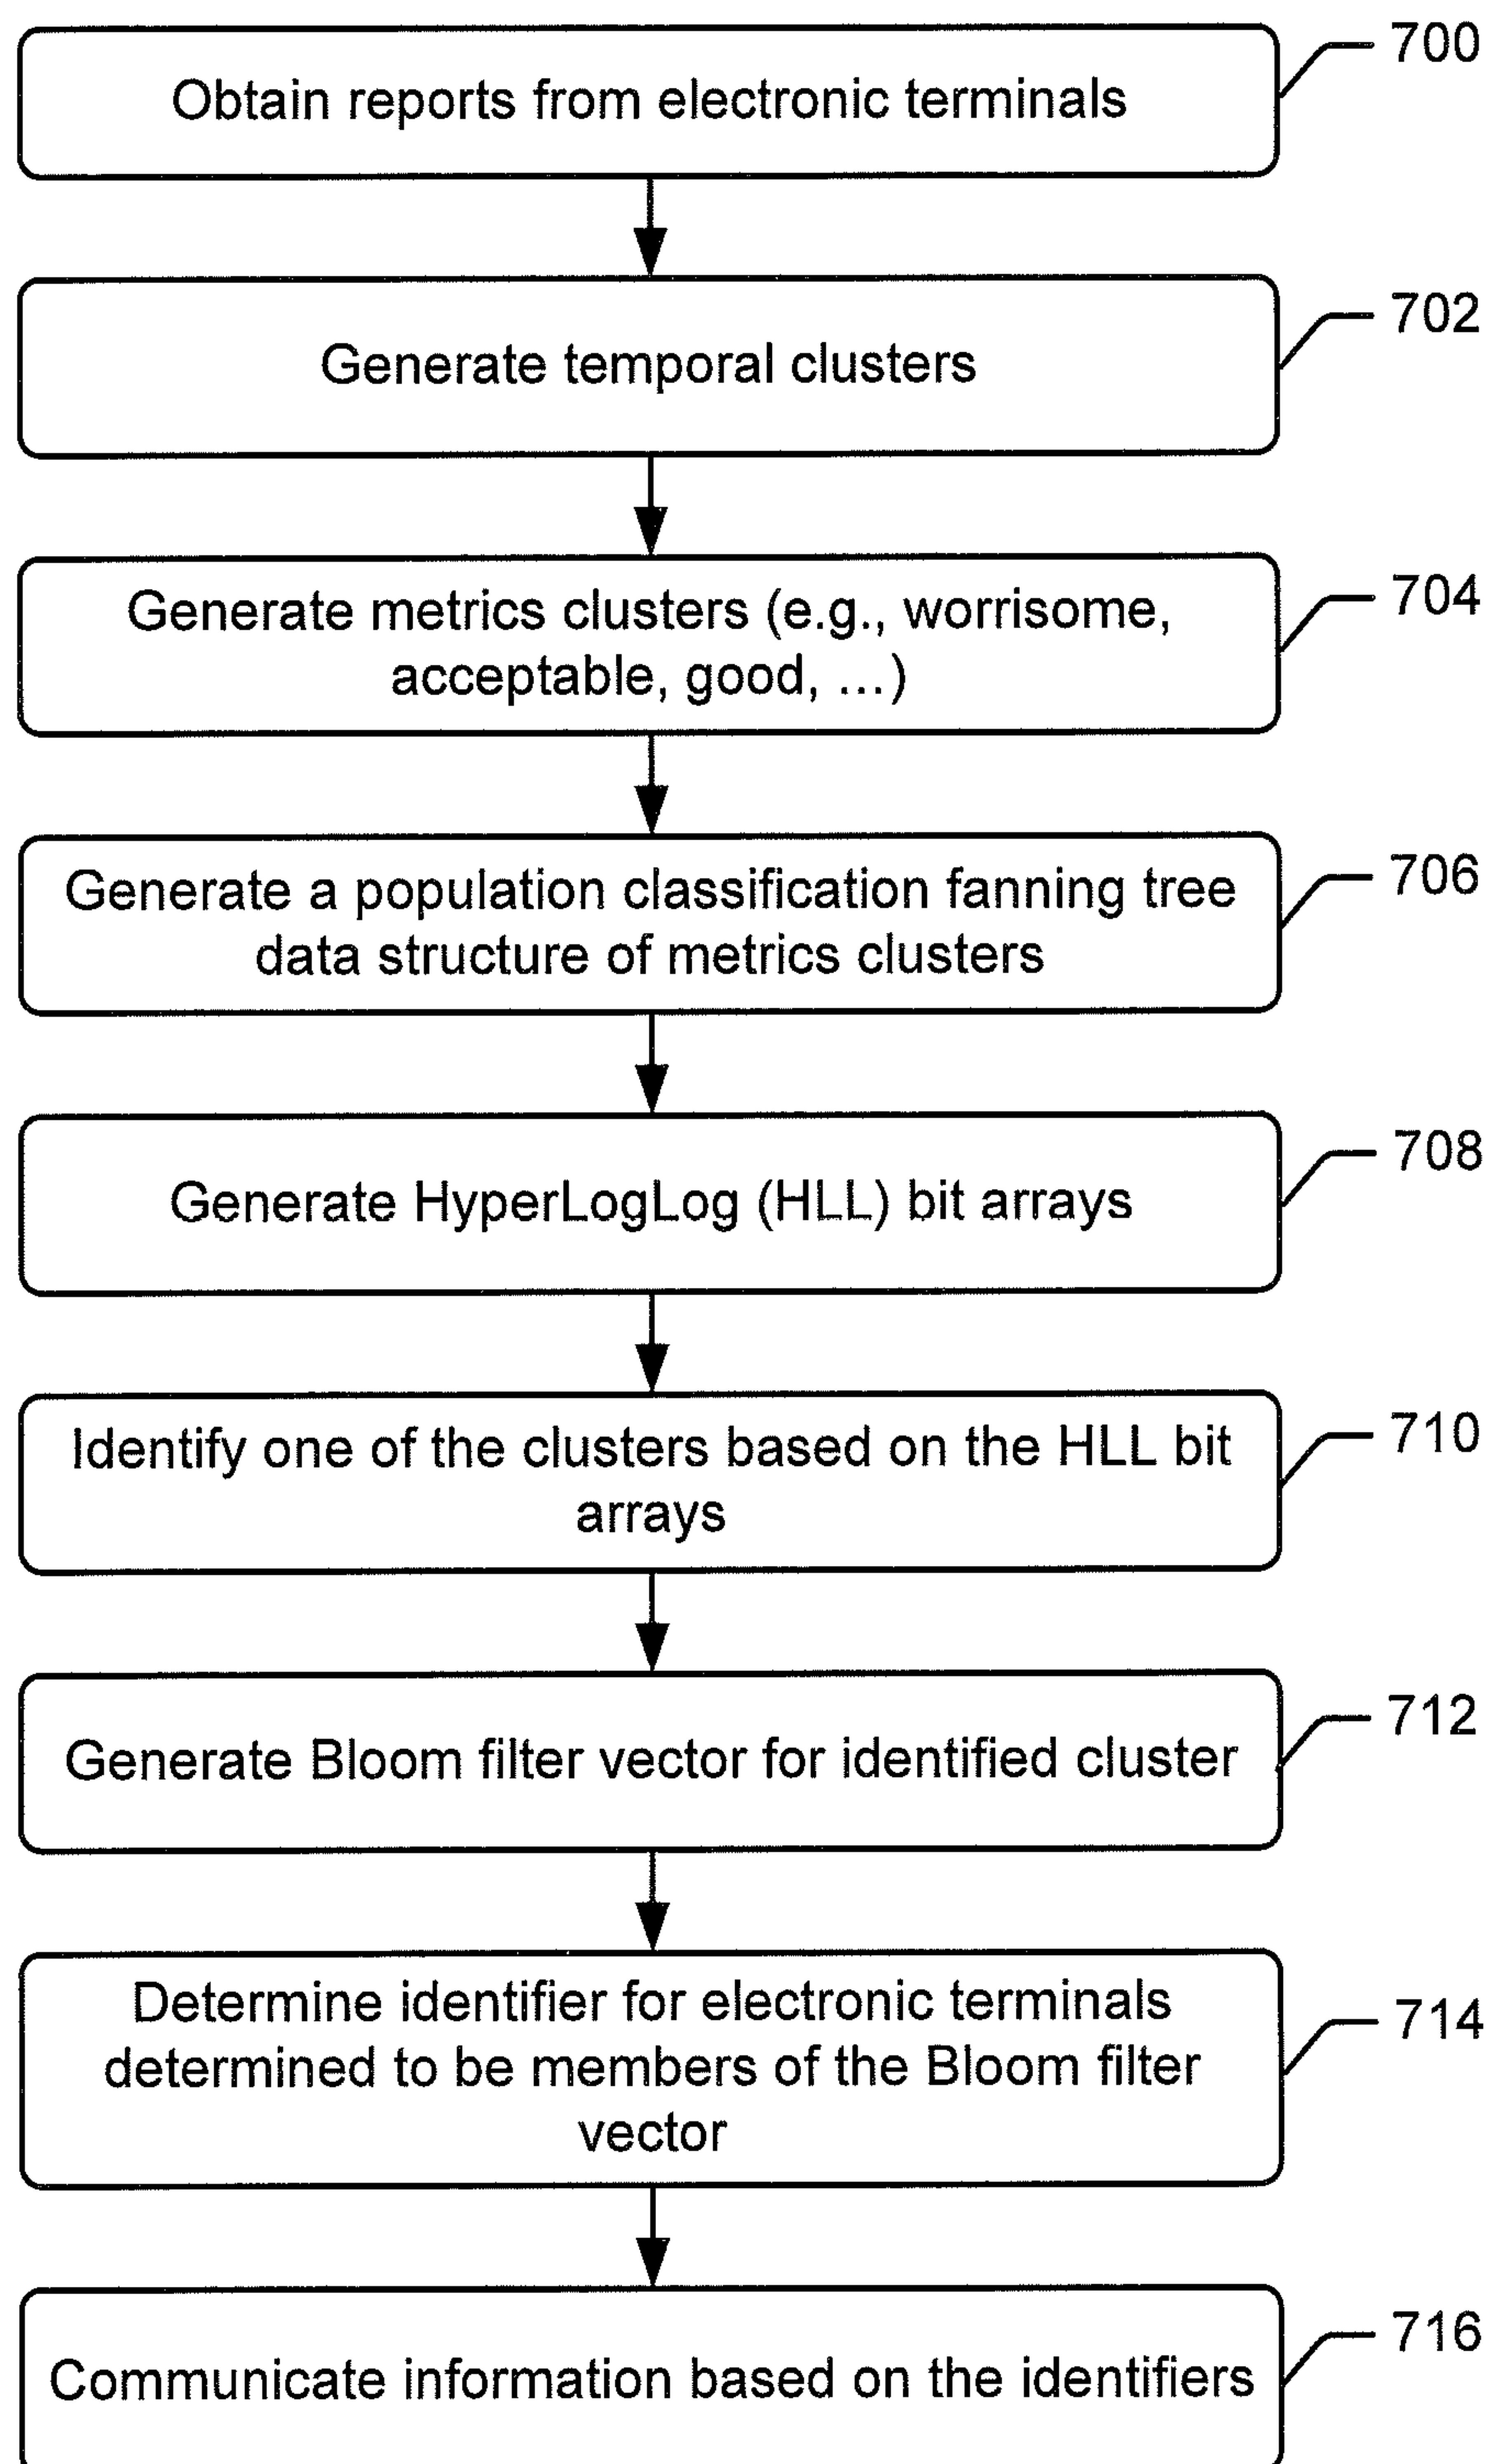 Obtain reports from electronic terminals
700
Generate temporal clusters
702
Generate metrics clusters (e.g., worrisome,
acceptable, good, ...)
704
Generate a population classification fanning tree
data structure of metrics clusters
706
Generate HyperLogLog (HLL) bit arrays
708
Identify one of the clusters based on the HLL bit
arrays
710
Generate Bloom filter vector for identified cluster
712
Determine identifier for electronic terminals
determined to be members of the Bloom filter
vector
714
Communicate information based on the identifiers
716